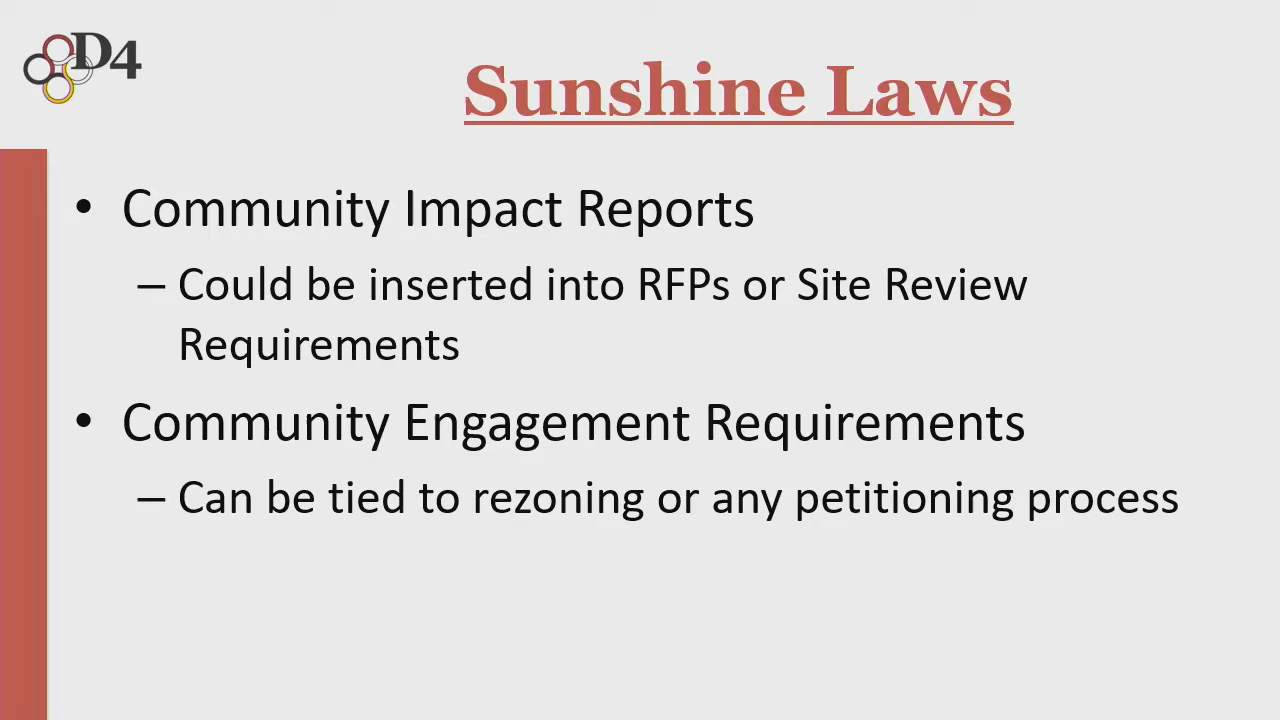 D4
Sunshine Laws
• Community Impact Reports
– Could be inserted into RFPs or Site Review
Requirements
• Community Engagement Requirements
– Can be tied to rezoning or any petitioning process